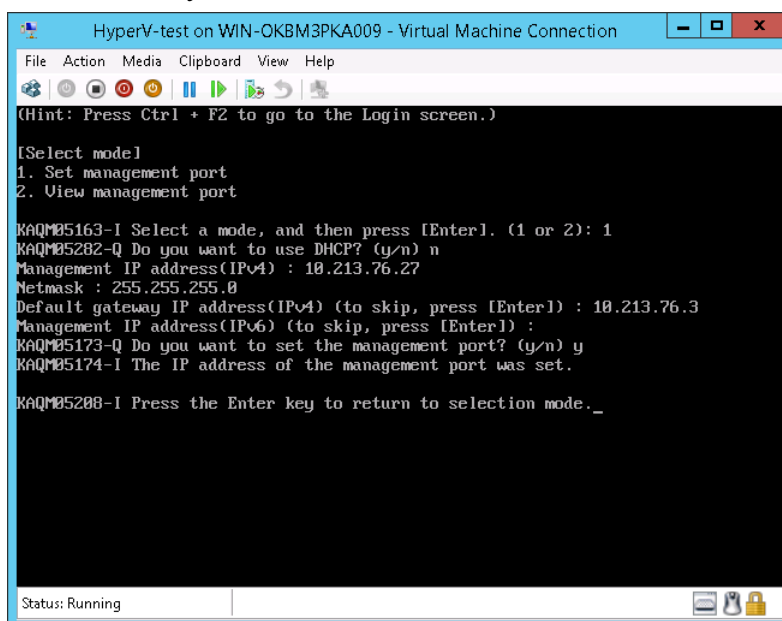 HyperV-test on WIN-OKBM3PKA009 - Virtual Machine Connection
File Action Media Clipboard View Help
(Hint: Press Ctrl + F2 to go to the Login screen.)
[Select mode]
1. Set management port
2. View management port
KAQM05163-I Select a mode, and then press [Enter]. (1 or 2): 1
KAQM05282-Q Do you want to use DHCP? (y/n) n
Management IP address(IPv4) : 10.213.76.27
Netmask : 255.255.255.0
Default gateway IP address(IPv4) (to skip, press [Enter]) : 10.213.76.3
Management IP address(IPv6) (to skip, press [Enter]) :
KAQM05173-Q Do you want to set the management port? (y/n) y
KAQM05174-I The IP address of the management port was set.
KAQM05208-I Press the Enter key to return to selection mode._
Status: Running